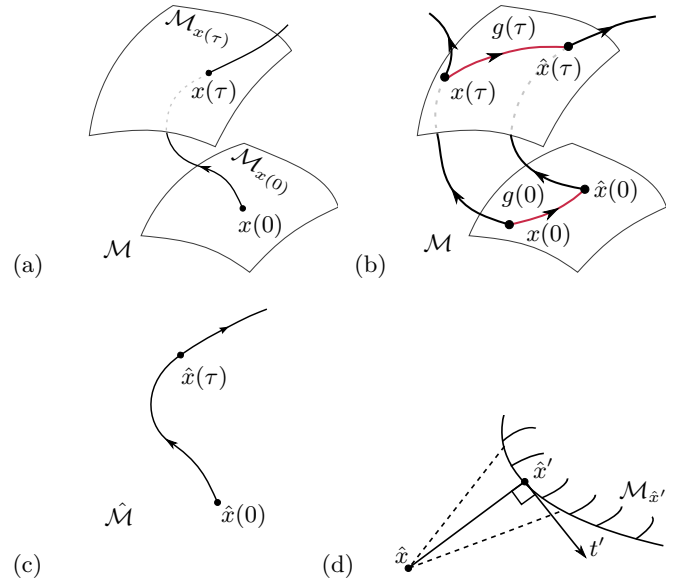 ℳ_{x(τ)}
x(τ)
ℳ_{x(0)}
x(0)
ℳ
(a)
g(τ)
x(τ)
x̂(τ)
g(0)
x̂(0)
x(0)
ℳ
(b)
x̂(τ)
x̂(0)
ℳ̂
(c)
x̂′
ℳ_{x̂′}
x̂
t′
(d)